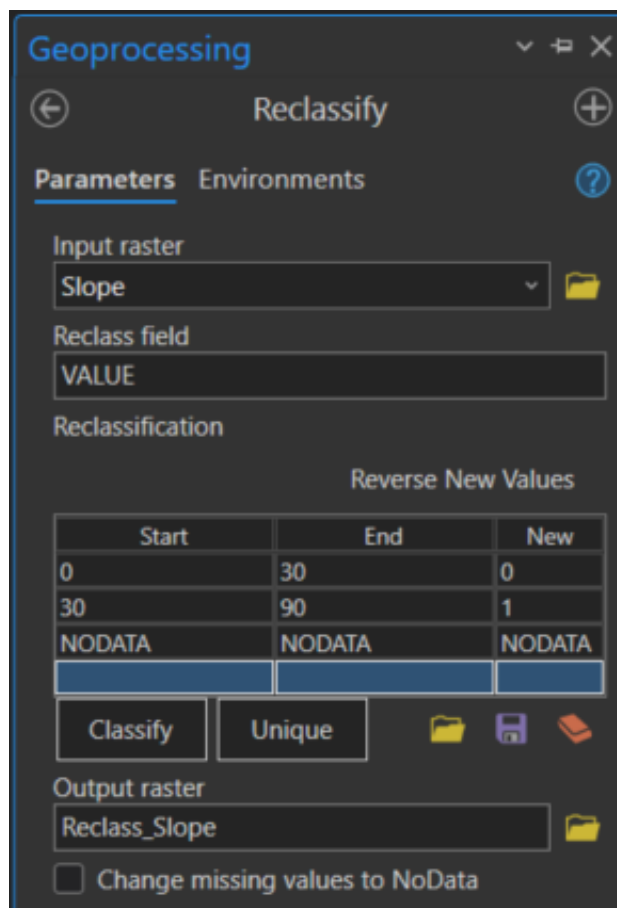 Geoprocessing
Reclassify
Parameters Environments
Input raster
Slope
Reclass field
VALUE
Reclassification
Reverse New Values
Start End New
0 30 0
30 90 1
NODATA NODATA NODATA
Classify Unique
Output raster
Reclass_Slope
Change missing values to NoData